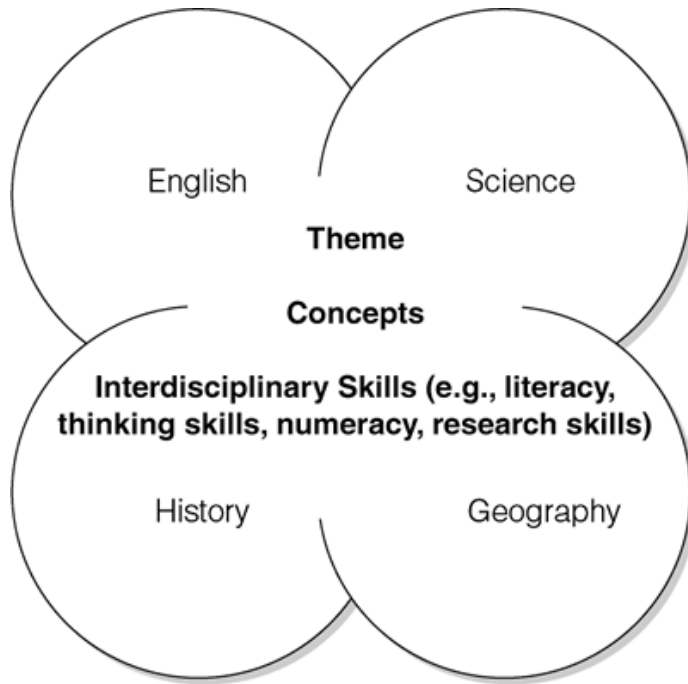 English
Science
Theme
Concepts
Interdisciplinary Skills (e.g., literacy,
thinking skills, numeracy, research skills)
History
Geography